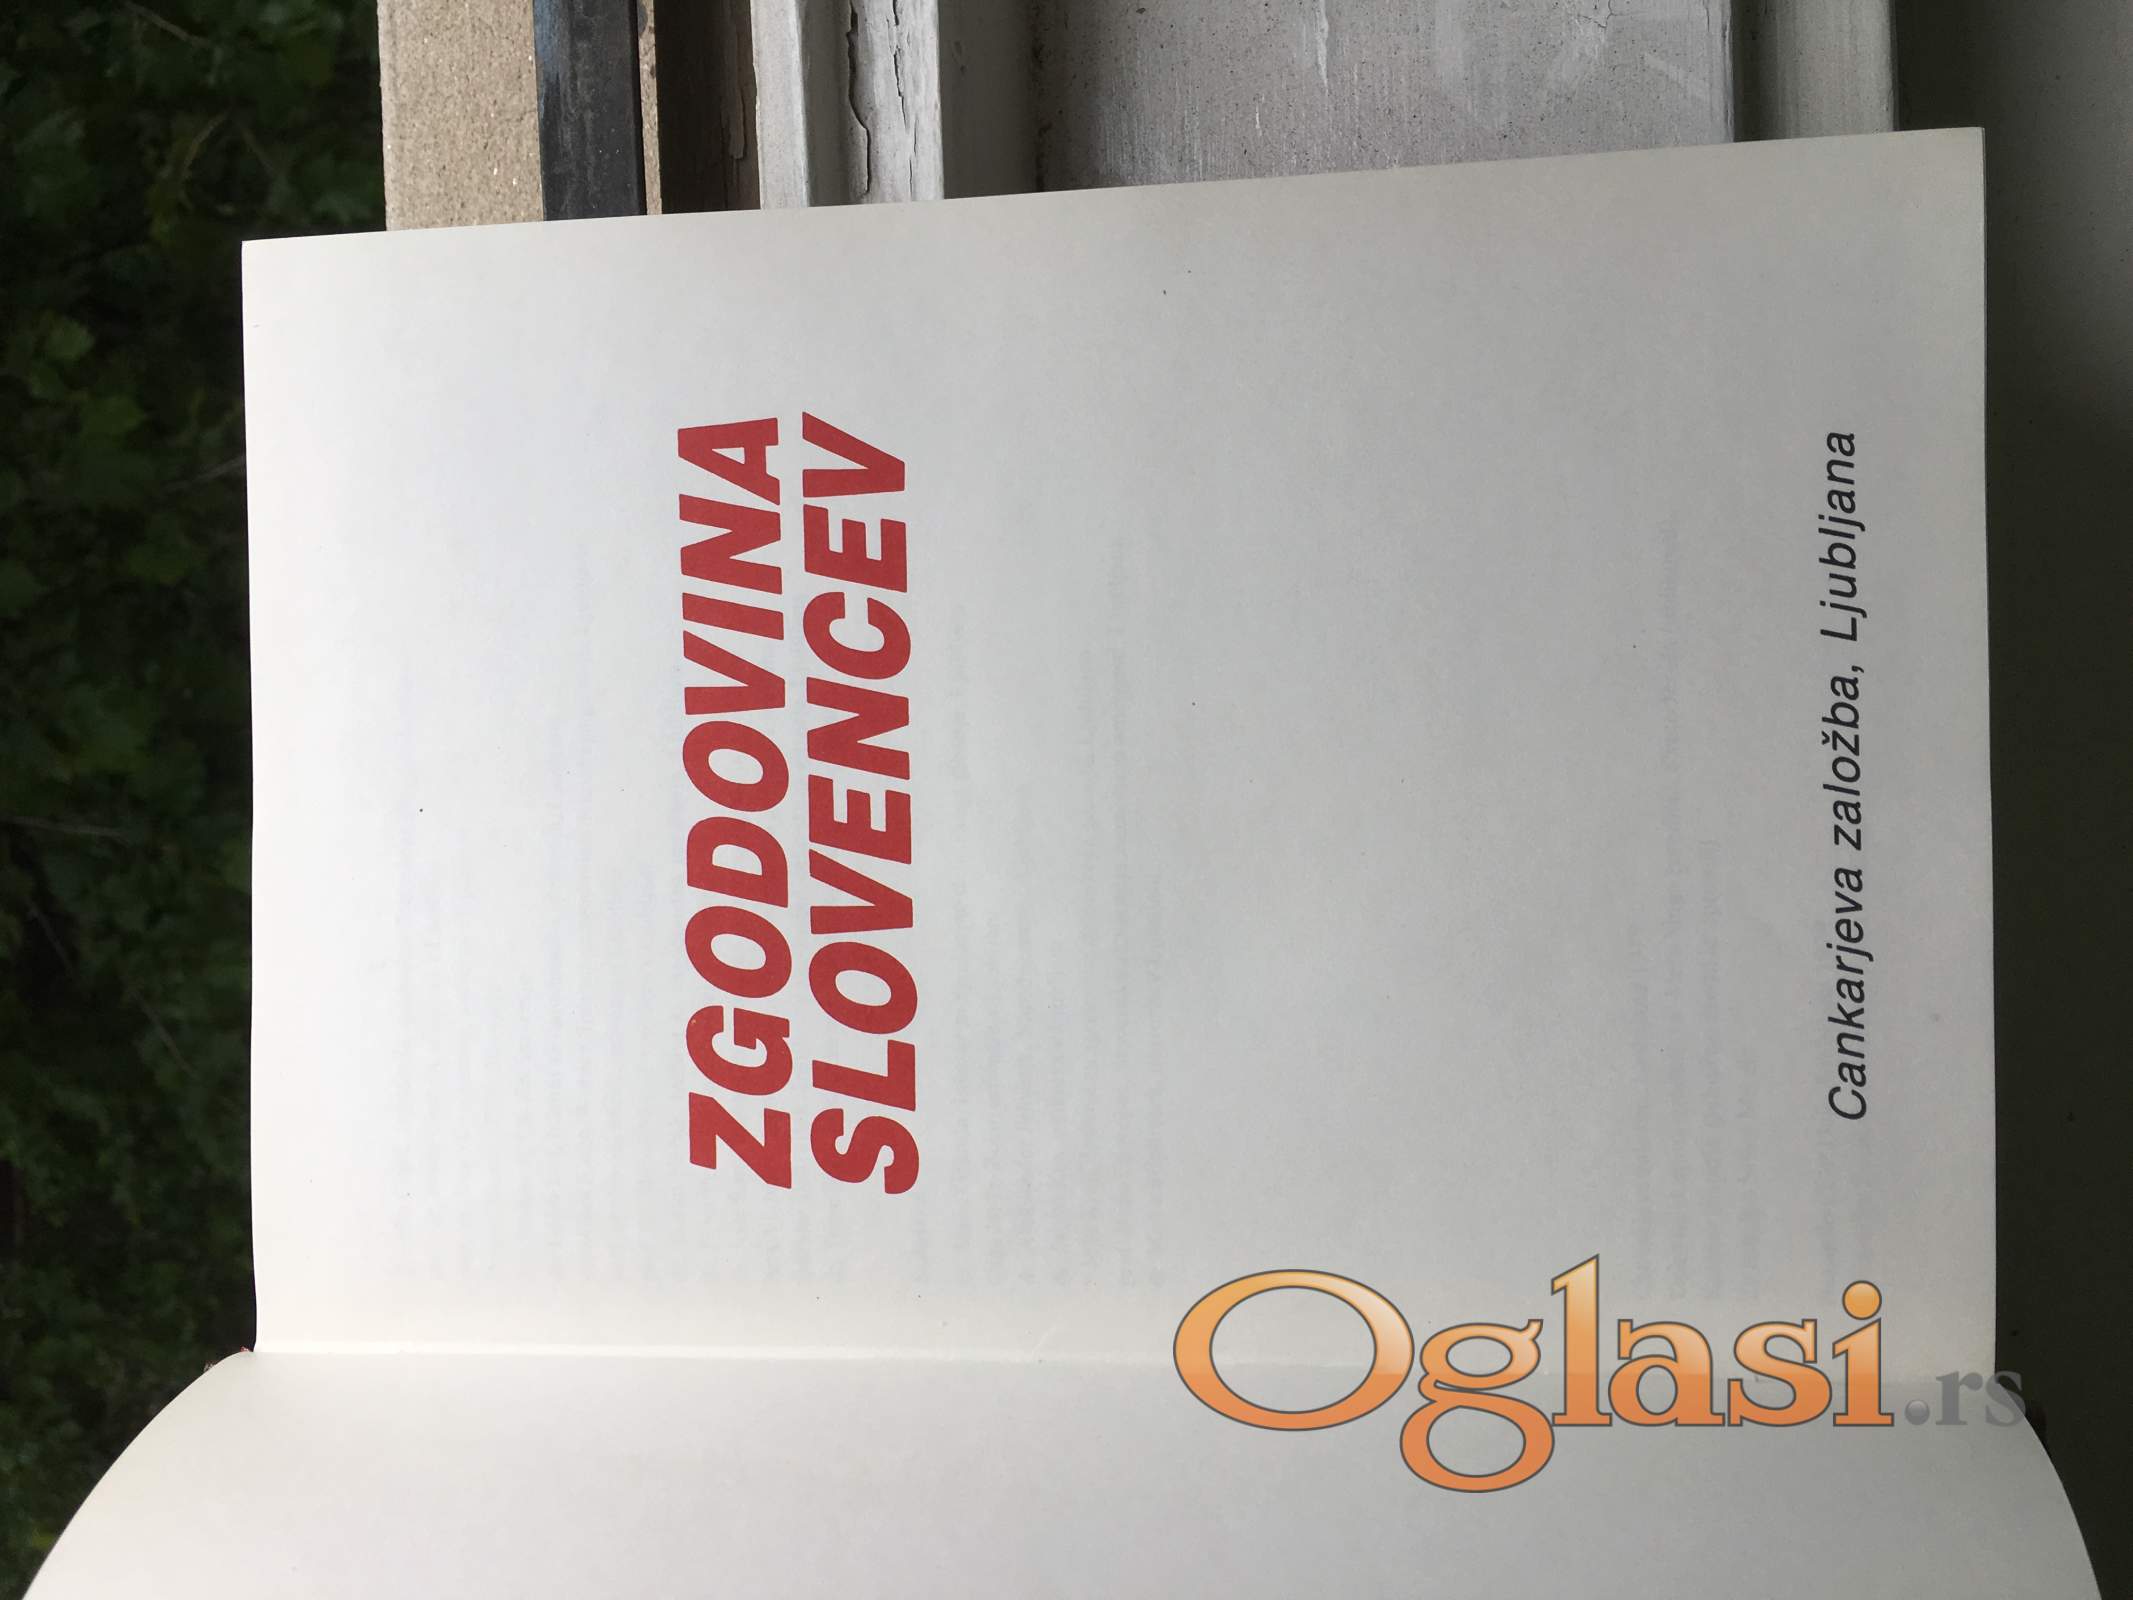 ZGODOVINA
SLOVENCEV
Cankarjeva založba, Ljubljana
Oglasi.rs